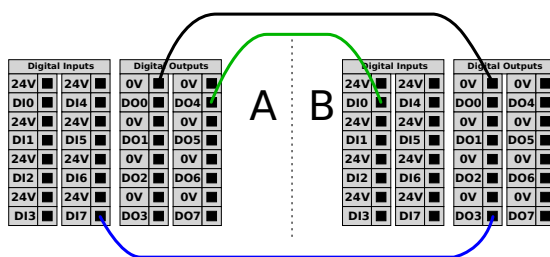 Digital Inputs Digital Outputs Digital Inputs Digital Outputs
24V 24V 0V 0V 24V 24V 0V 0V
DI0 DI4 DO0 DO4 A B DI0 DI4 DO0 DO4
24V 24V 0V 0V 24V 24V 0V 0V
DI1 DI5 DO1 DO5 DI1 DI5 DO1 DO5
24V 24V 0V 0V 24V 24V 0V 0V
DI2 DI6 DO2 DO6 DI2 DI6 DO2 DO6
24V 24V 0V 0V 24V 24V 0V 0V
DI3 DI7 DO3 DO7 DI3 DI7 DO3 DO7